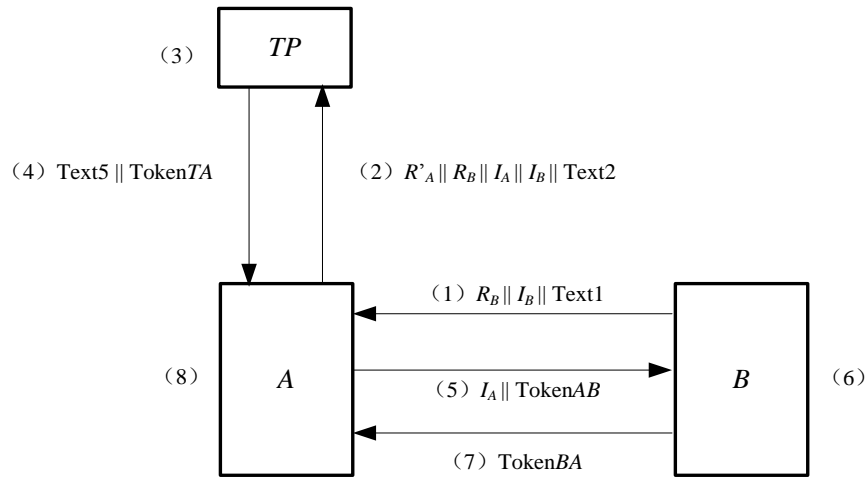 （3）
TP
（4）Text5 || TokenTA
（2）R’A || RB || IA || IB || Text2
（1）RB || IB || Text1
（8）
A
B
（6）
（5）IA || TokenAB
（7）TokenBA